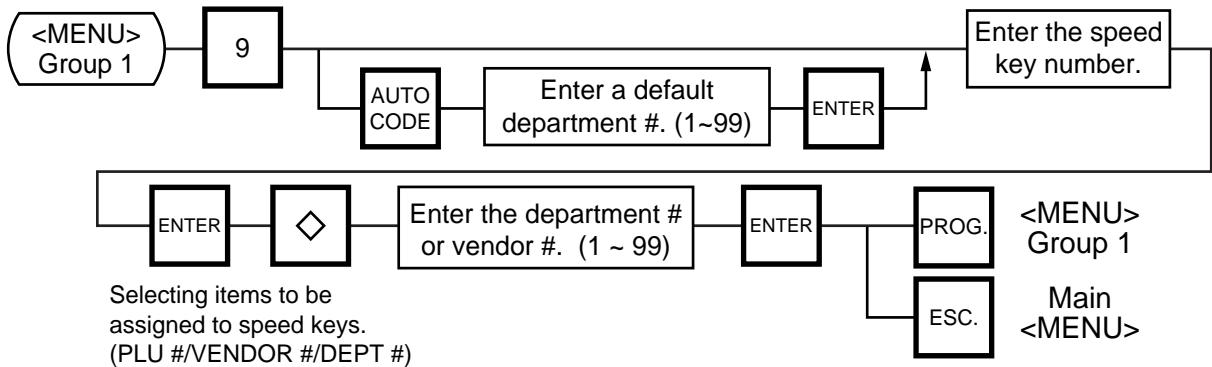 <MENU>
Group 1
9
AUTO
CODE
Enter a default
department #. (1~99)
ENTER
Enter the speed
key number.
ENTER
◇
Enter the department #
or vendor #.  (1 ~ 99)
ENTER
PROG.
<MENU>
Group 1
ESC.
Main
<MENU>
Selecting items to be
assigned to speed keys.
(PLU #/VENDOR #/DEPT #)